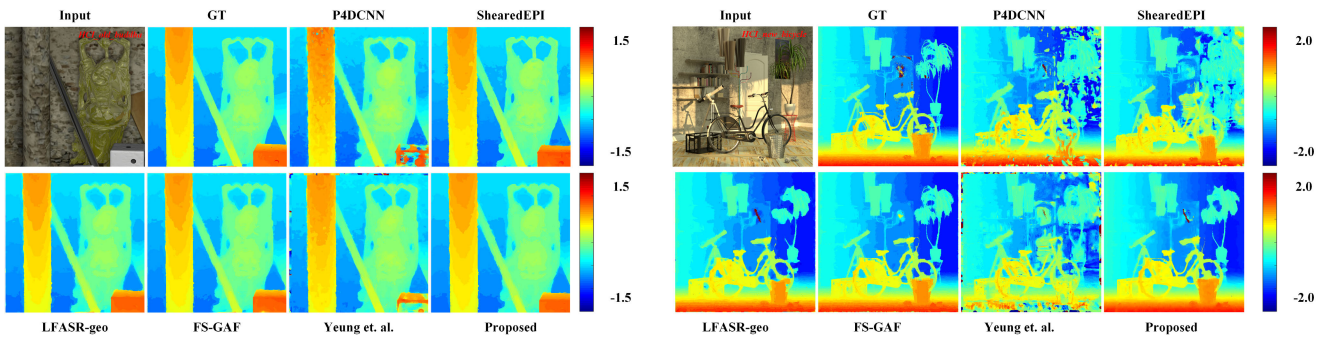 Input GT P4DCNN ShearedEPI
1.5
-1.5
1.5
-1.5
LFASR-geo FS-GAF Yeung et. al. Proposed
Input GT P4DCNN ShearedEPI
2.0
-2.0
2.0
-2.0
LFASR-geo FS-GAF Yeung et. al. Proposed